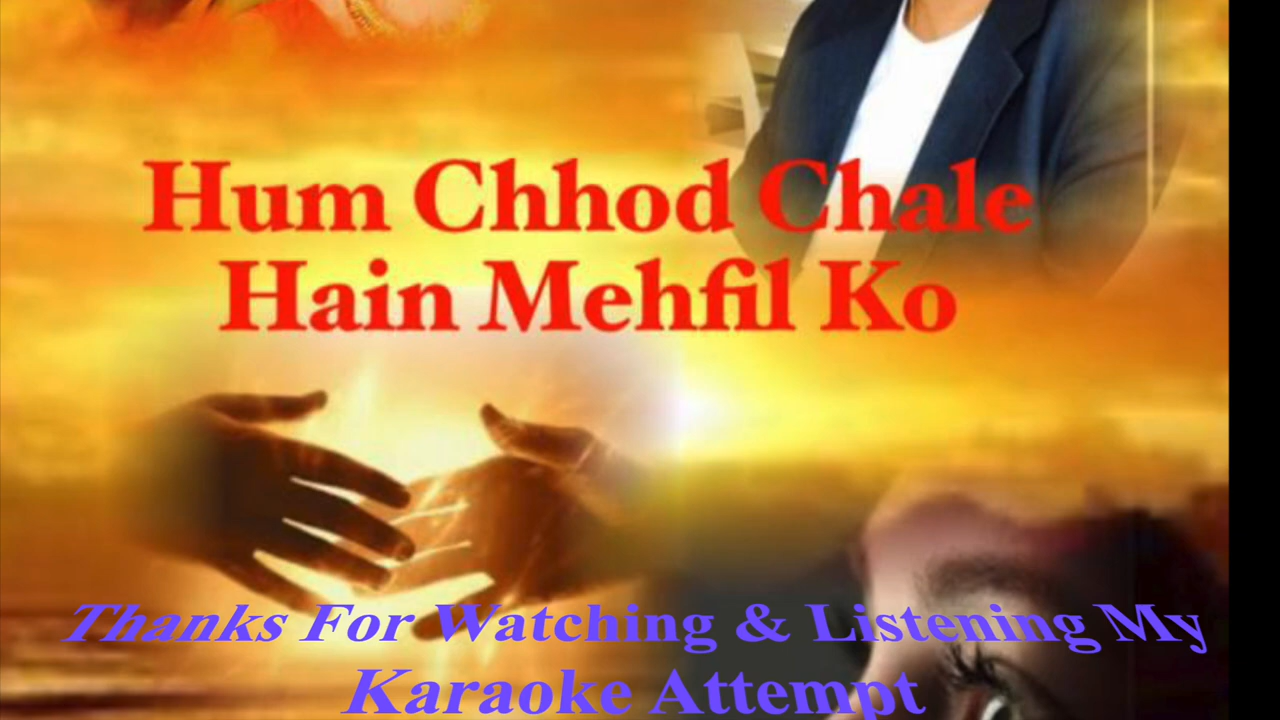 Hum Chhod Chale
Hain Mehfil Ko
Thanks For Watching & Listening My
Karaoke Attempt